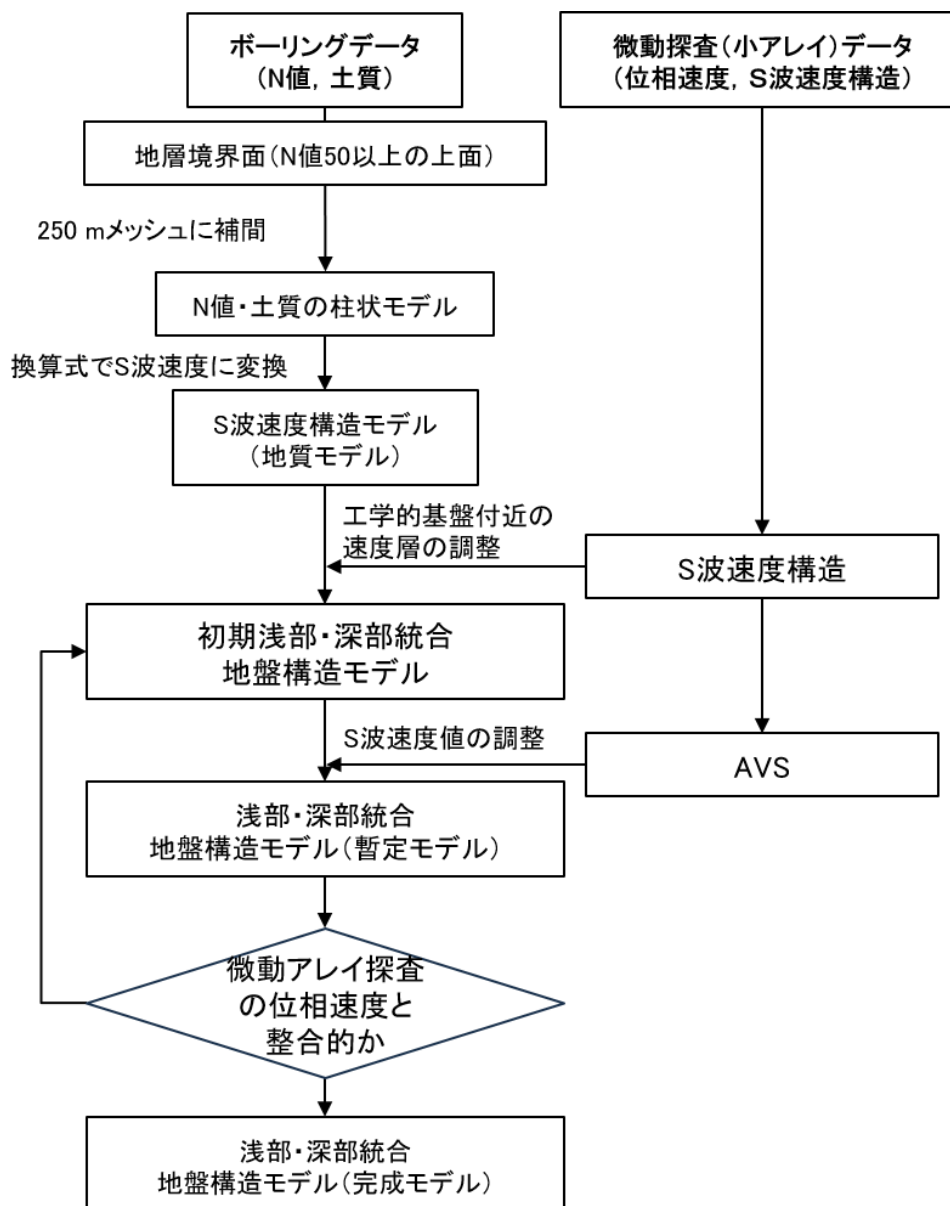 ボーリングデータ
（N値，土質）
微動探査（小アレイ）データ
（位相速度，S波速度構造）
地層境界面（N値50以上の上面）
250 mメッシュに補間
N値・土質の柱状モデル
換算式でS波速度に変換
S波速度構造モデル
（地質モデル）
工学的基盤付近の
速度層の調整
S波速度構造
初期浅部・深部統合
地盤構造モデル
S波速度値の調整
AVS
浅部・深部統合
地盤構造モデル（暫定モデル）
微動アレイ探査
の位相速度と
整合的か
浅部・深部統合
地盤構造モデル（完成モデル）